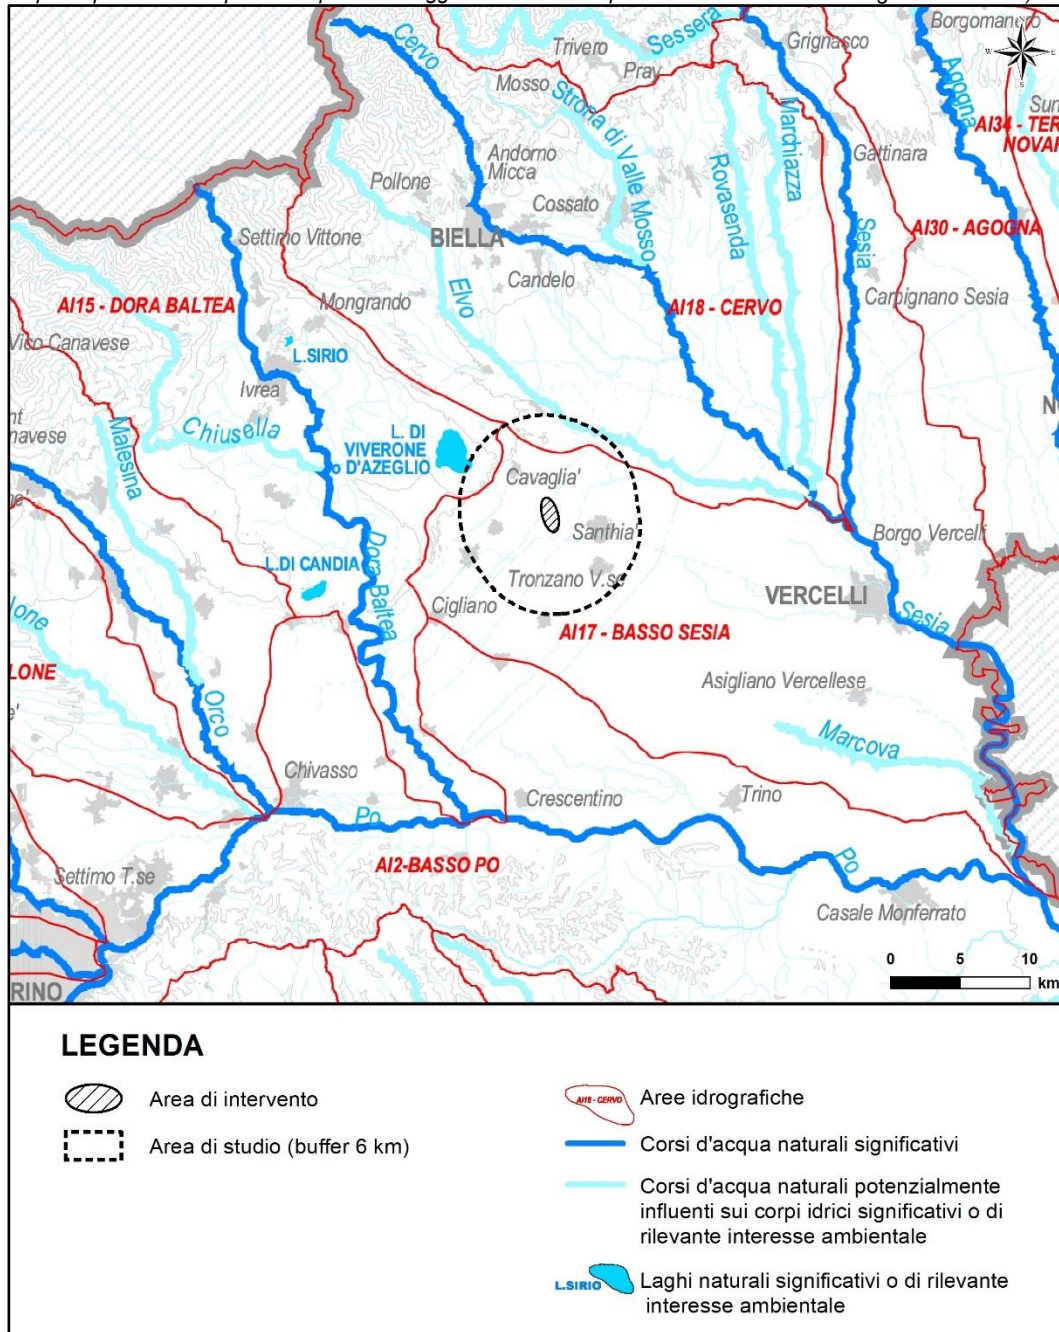 Cervo
Trivero
Sessera
Grignasco
Borgomanero
Mosso
Pray
Strona di Valle Mosso
Marchiazza
Rovasenda
Agogna
AI34 - TER
NOVAR
Gattinara
Andorno
Micca
Pollone
Cossato
BIELLA
Settimo Vittone
Candelo
Elvo
Sesia
AI30 - AGOGNA
Mongrando
AI15 - DORA BALTEA
AI18 - CERVO
Carpignano Sesia
Vico Canavese
L.SIRIO
Ivrea
Chiusella
Malesina
L. DI
VIVERONE
o D'AZEGLIO
Cavaglia'
Santhia'
Borgo Vercelli
L.DI CANDIA
Dora Baltea
Tronzano V.se
VERCELLI
Cigliano
Sesia
AI17 - BASSO SESIA
Asigliano Vercellese
Orco
Marcova
Chivasso
Crescentino
Trino
Po
Po
AI2-BASSO PO
Settimo T.se
Casale Monferrato
RINO
0 5 10
km
LEGENDA
Area di intervento
Area di studio (buffer 6 km)
AI18 - CERVO
Aree idrografiche
Corsi d'acqua naturali significativi
Corsi d'acqua naturali potenzialmente
influenti sui corpi idrici significativi o di
rilevante interesse ambientale
L.SIRIO
Laghi naturali significativi o di rilevante
interesse ambientale